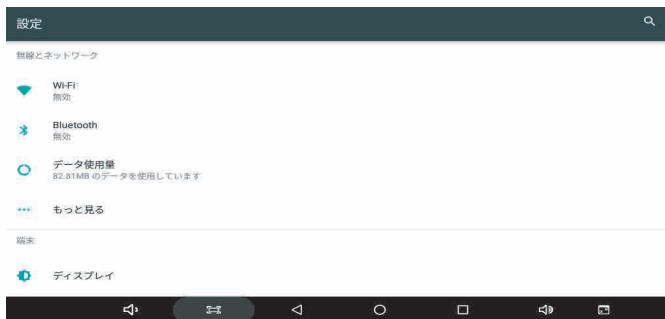 設定
無線とネットワーク
Wi-Fi
無効
Bluetooth
無効
データ使用量
82.81MB のデータを使用しています
もっと見る
端末
ディスプレイ